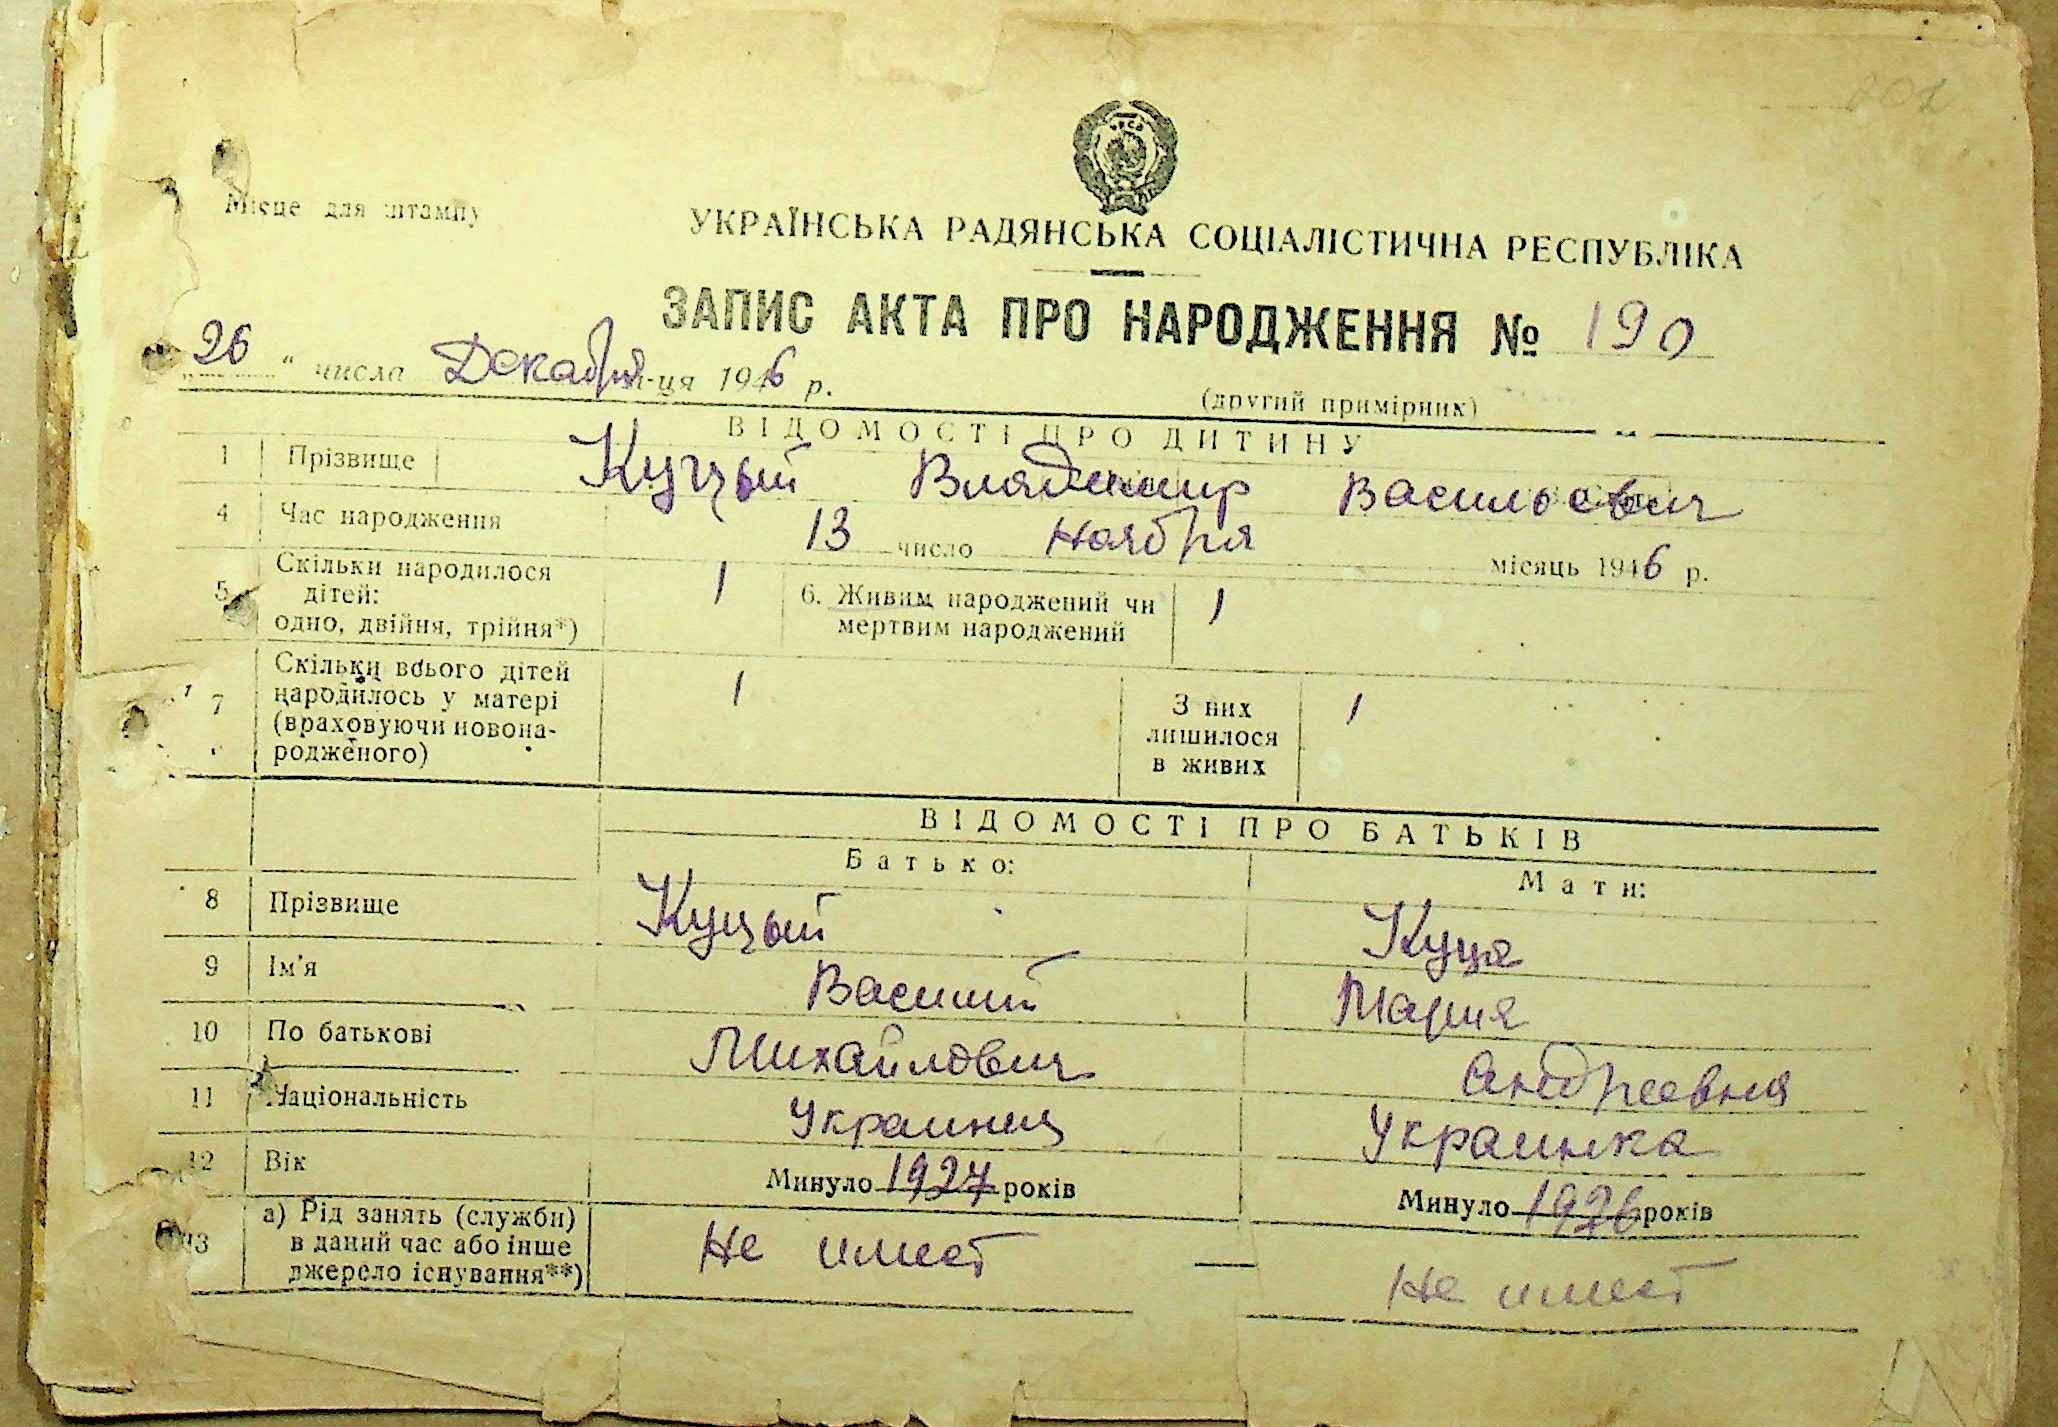 201
Місце для штампу
УКРАЇНСЬКА РАДЯНСЬКА СОЦІАЛІСТИЧНА РЕСПУБЛІКА
ЗАПИС АКТА ПРО НАРОДЖЕННЯ № 190
„26“ числа Декабря м-ця 1946 р.
(другий примірник)
ВІДОМОСТІ ПРО ДИТИНУ
1 Прізвище Куцый Владимир Васильевич
4 Час народження 13 число Ноября місяць 1946 р.
5 Скільки народилося дітей: одно, двійня, трійня*) 1 6. Живим народжений чи мертвим народжений 1
7 Скільки всього дітей народилось у матері (враховуючи новонародженого) 1 З них лишилося в живих 1
ВІДОМОСТІ ПРО БАТЬКІВ
Батько: Мати:
8 Прізвище Куцый Куця
9 Ім'я Василий Мария
10 По батькові Михайлович Андреевна
11 Національність Украинец Украинка
12 Вік Минуло 1927 років Минуло 1926 років
13 а) Рід занять (служби) в даний час або інше джерело існування**) Не имеет Не имеет